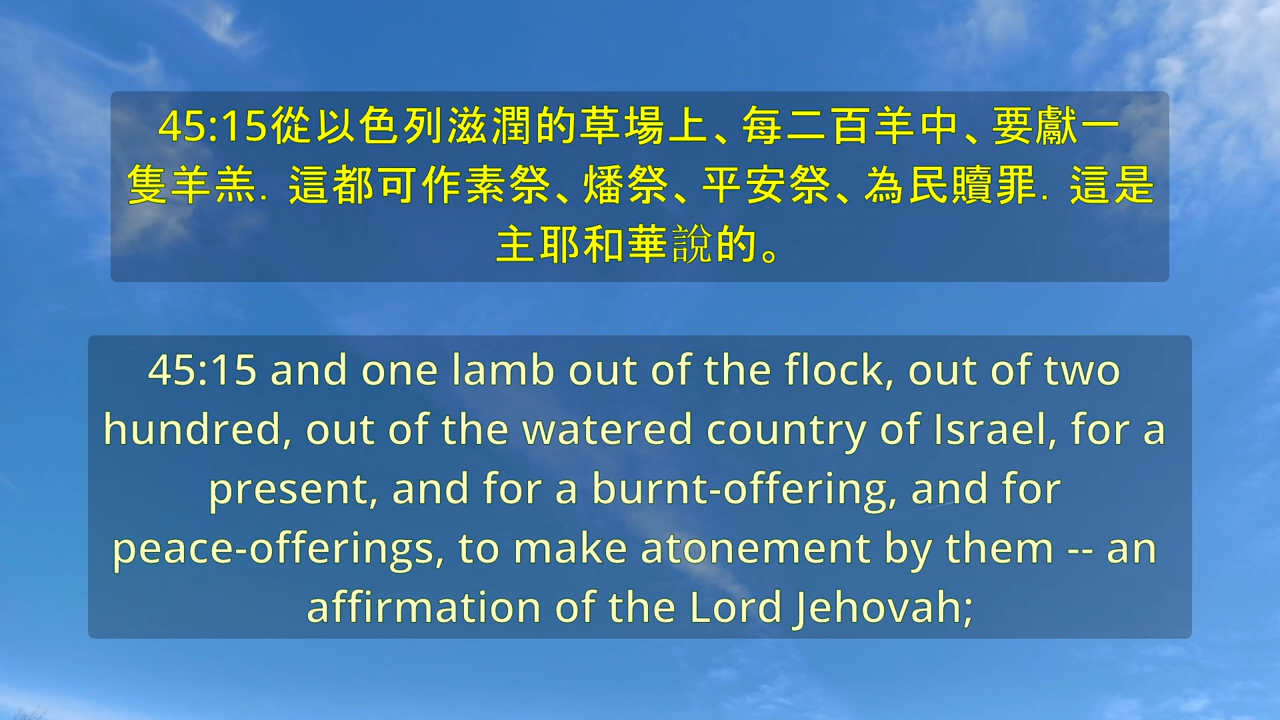 45:15從以色列滋潤的草場上、每二百羊中、要獻一
隻羊羔．這都可作素祭、燔祭、平安祭、為民贖罪．這是
主耶和華說的。
45:15 and one lamb out of the flock, out of two
hundred, out of the watered country of Israel, for a
present, and for a burnt-offering, and for
peace-offerings, to make atonement by them -- an
affirmation of the Lord Jehovah;